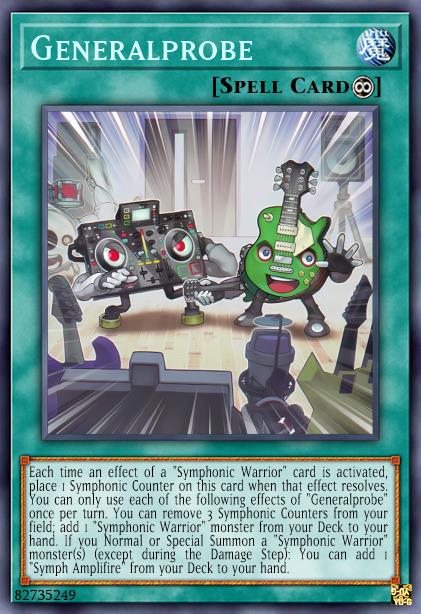 GENERALPROBE
魔
[SPELL CARD]
Each time an effect of a "Symphonic Warrior" card is activated,
place 1 Symphonic Counter on this card when that effect resolves.
You can only use each of the following effects of "Generalprobe"
once per turn. You can remove 3 Symphonic Counters from your
field; add 1 "Symphonic Warrior" monster from your Deck to your
hand. If you Normal or Special Summon a "Symphonic Warrior"
monster(s) (except during the Damage Step): You can add 1
"Symph Amplifire" from your Deck to your hand.
82735249